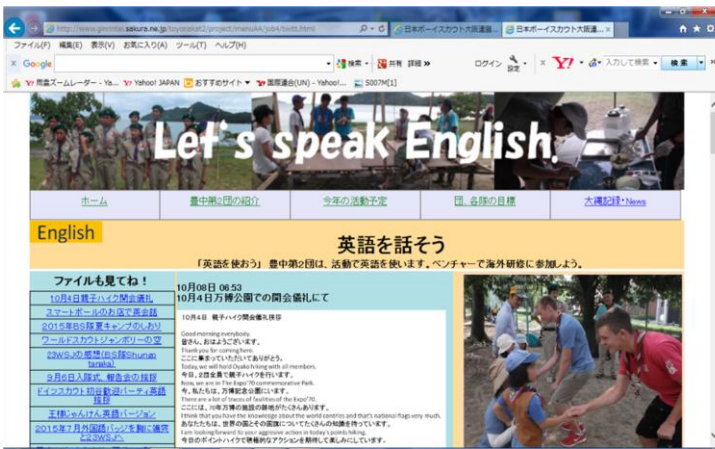 http://www.geocities.sakura.ne.jp/toyonaka2/project/menuAA/job4/twitt.html
日本ボーイスカウト大阪連盟...
日本ボーイスカウト大阪連...
ファイル(F) 編集(E) 表示(V) お気に入り(A) ツール(T) ヘルプ(H)
Google 検索 共有 詳細 » ログイン 設定 Y! 入力して検索 検索
雨雲ズームレーダー - Ya... Yahoo! JAPAN おすすめサイト 国際連合(UN) - Yahoo!... S007M[1]
Let's speak English.
ホーム 豊中第2団の紹介 今年の活動予定 団、各隊の目標 大縄記録・News
English
英語を話そう
「英語を使おう」 豊中第2団は、活動で英語を使います。ベンチャーで海外研修に参加しよう。
ファイルも見てね！
10月4日親子ハイク開会儀礼
スマートボールのお店で英会話
2015年BS隊夏キャンプのしおり
ワールドスカウトジャンボリーの空
23WSJの感想(BS隊Shunao tanaka)
9月6日入隊式、報告会の挨拶
ドインスカウト初谷歓迎パーティ英語挨拶
王様じゃんけん英語バージョン
2015年7月外国語バッジを胸に
と23WSJへ
10月08日 06:53
10月4日万博公園での開会儀礼にて
10月4日 親子ハイク開会儀礼挨拶
Good morning everybody.
皆さん、おはようございます。
Thank you for coming here.
ここに集まっていただいてありがとう。
Today, we will hold Oyako hiking with all members.
今日、2団全員で親子ハイクを行います。
Now, we are in The Expo'70 commemorative Park.
今、私たちは、万博記念公園にいます。
There are a lot of traces of facilities of the Expo'70.
ここには、70年万博の施設の跡地がたくさんあります。
I think that you have the knowledge about the world countries and that's national flags very much.
あなたたちは、世界の国とその国旗についてたくさんの知識を持っています。
I am looking forward to your aggressive action in today's points hiking.
今日のポイントハイクで積極的なアクションを期待して楽しみにしています。